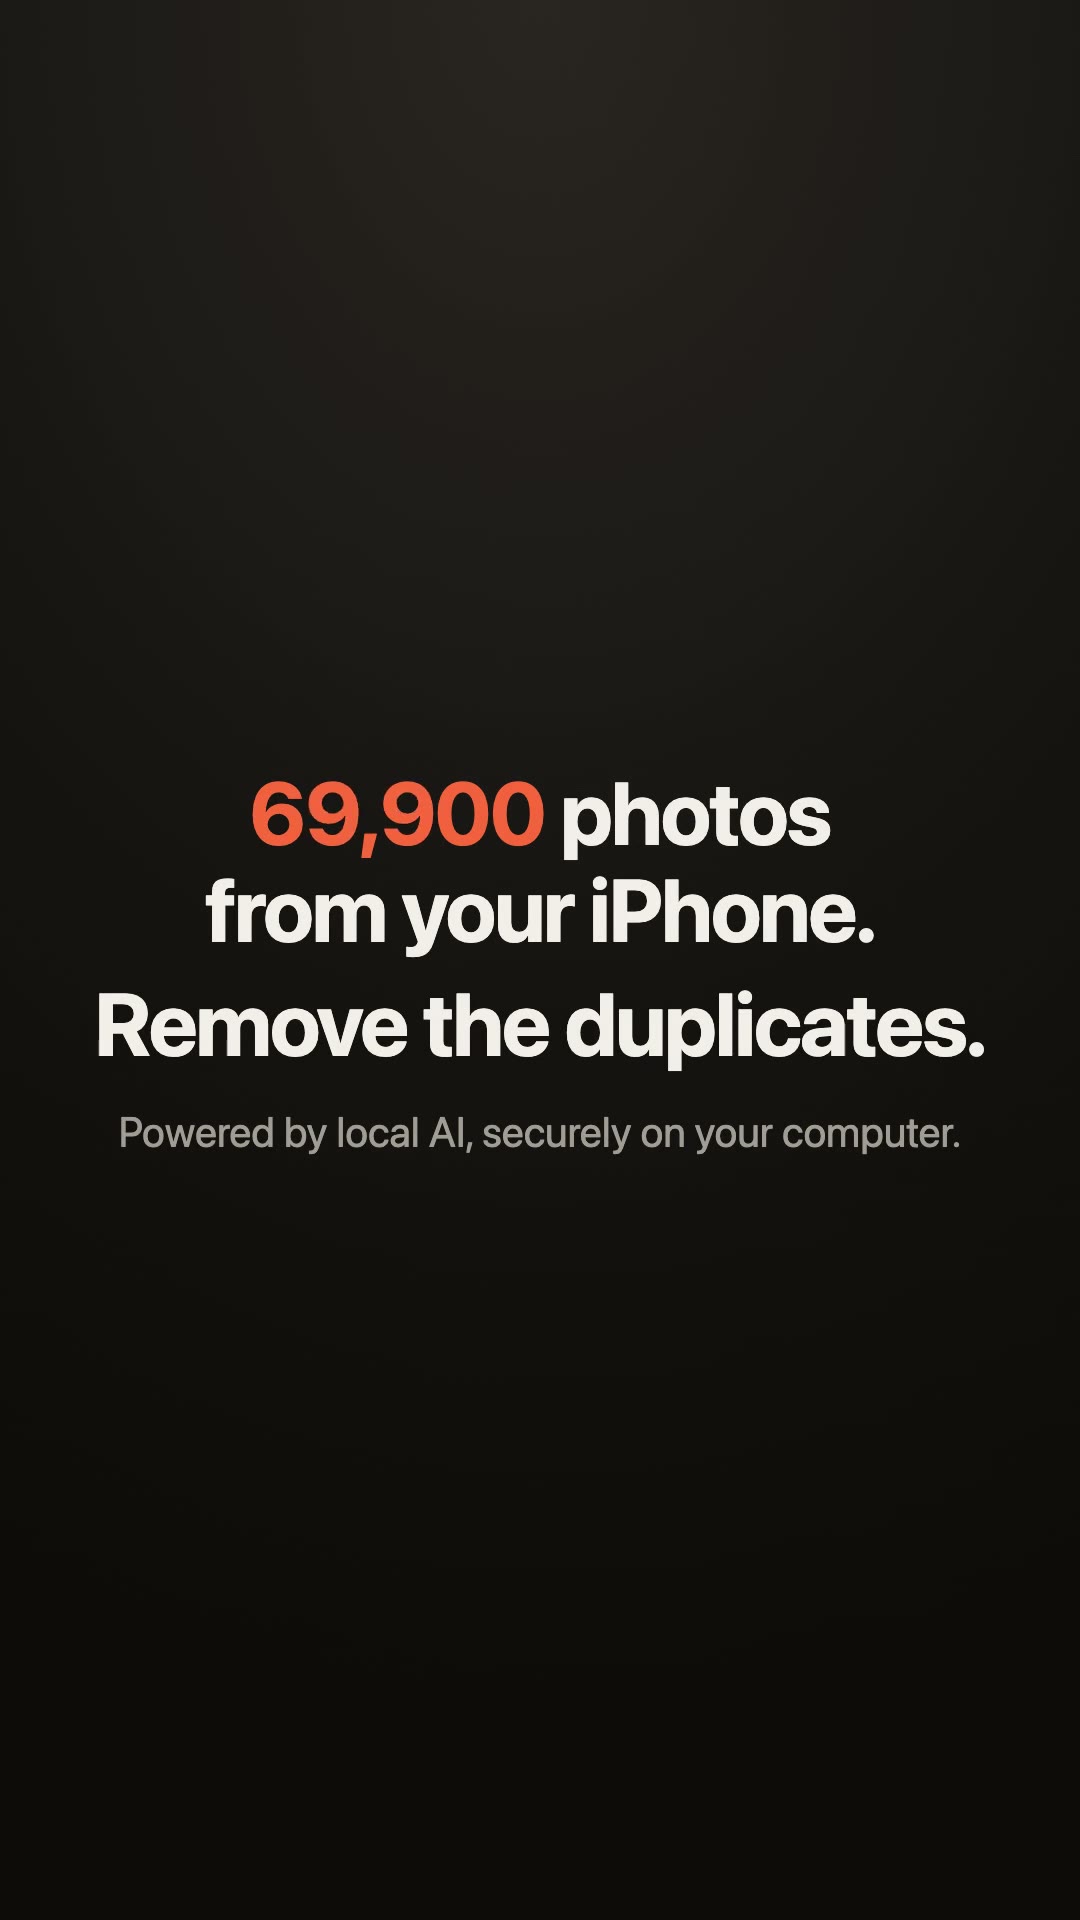 69,900 photos
from your iPhone.
Remove the duplicates.
Powered by local AI, securely on your computer.